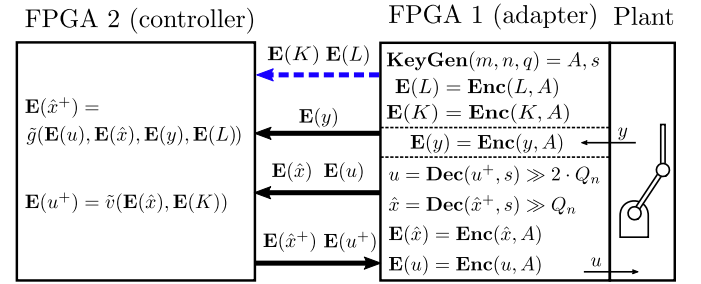 FPGA 2 (controller)
FPGA 1 (adapter)
Plant
E(x̂⁺) =
g̃(E(u), E(x̂), E(y), E(L))
E(u⁺) = ṽ(E(x̂), E(K))
E(K) E(L)
E(y)
E(x̂) E(u)
E(x̂⁺) E(u⁺)
KeyGen(m, n, q) = A, s
E(L) = Enc(L, A)
E(K) = Enc(K, A)
E(y) = Enc(y, A)
u = Dec(u⁺, s) ≫ 2 · Qₙ
x̂ = Dec(x̂⁺, s) ≫ Qₙ
E(x̂) = Enc(x̂, A)
E(u) = Enc(u, A)
y
u